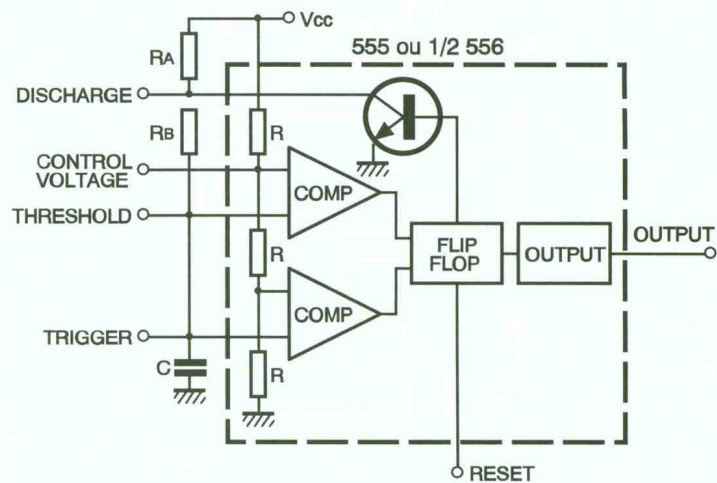 Vcc
555 ou 1/2 556
RA
DISCHARGE
RB
R
CONTROL
VOLTAGE
COMP
THRESHOLD
R
FLIP
FLOP
OUTPUT
OUTPUT
COMP
TRIGGER
C
R
RESET